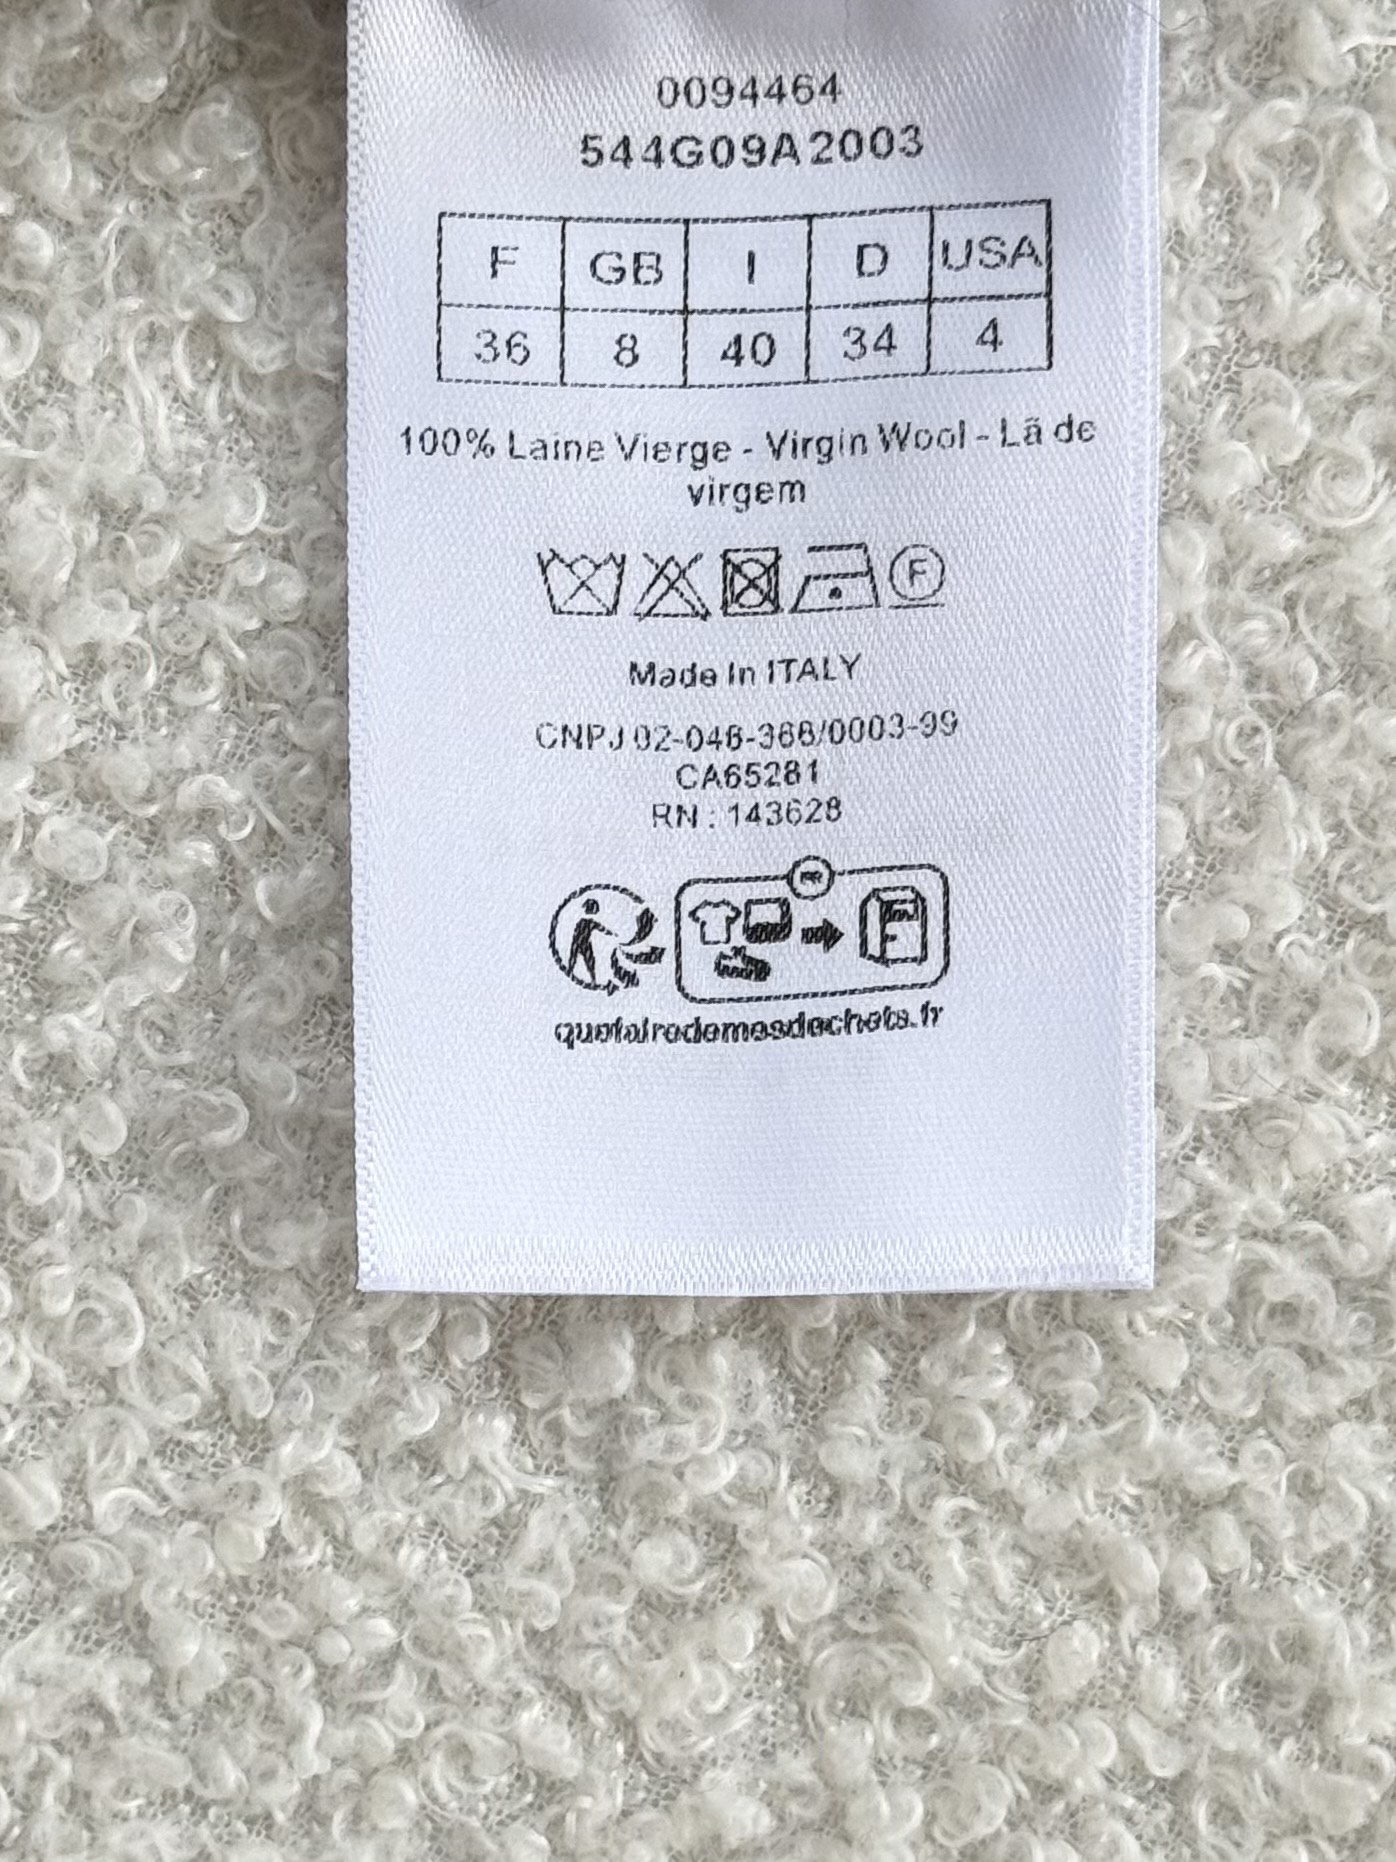 0094464
544G09A2003
F GB I D USA
36 8 40 34 4
100% Laine Vierge - Virgin Wool - Lã de
virgem
F
Made In ITALY
CNPJ 02-046-368/0003-99
CA65281
RN : 143628
FR
quefairedemesdechets.fr